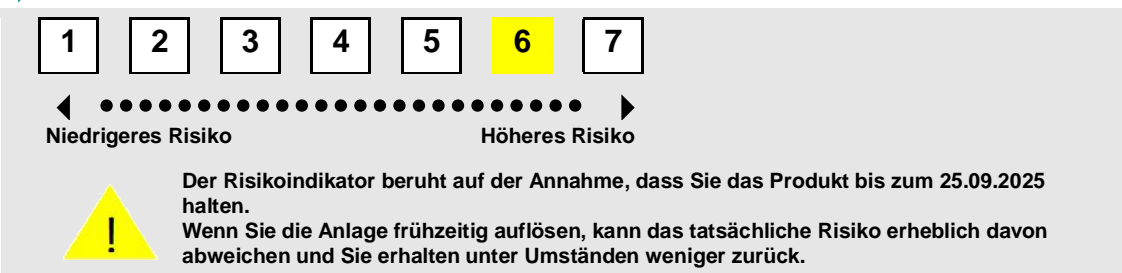 1 2 3 4 5 6 7
Niedrigeres Risiko Höheres Risiko
Der Risikoindikator beruht auf der Annahme, dass Sie das Produkt bis zum 25.09.2025
halten.
Wenn Sie die Anlage frühzeitig auflösen, kann das tatsächliche Risiko erheblich davon
abweichen und Sie erhalten unter Umständen weniger zurück.
!